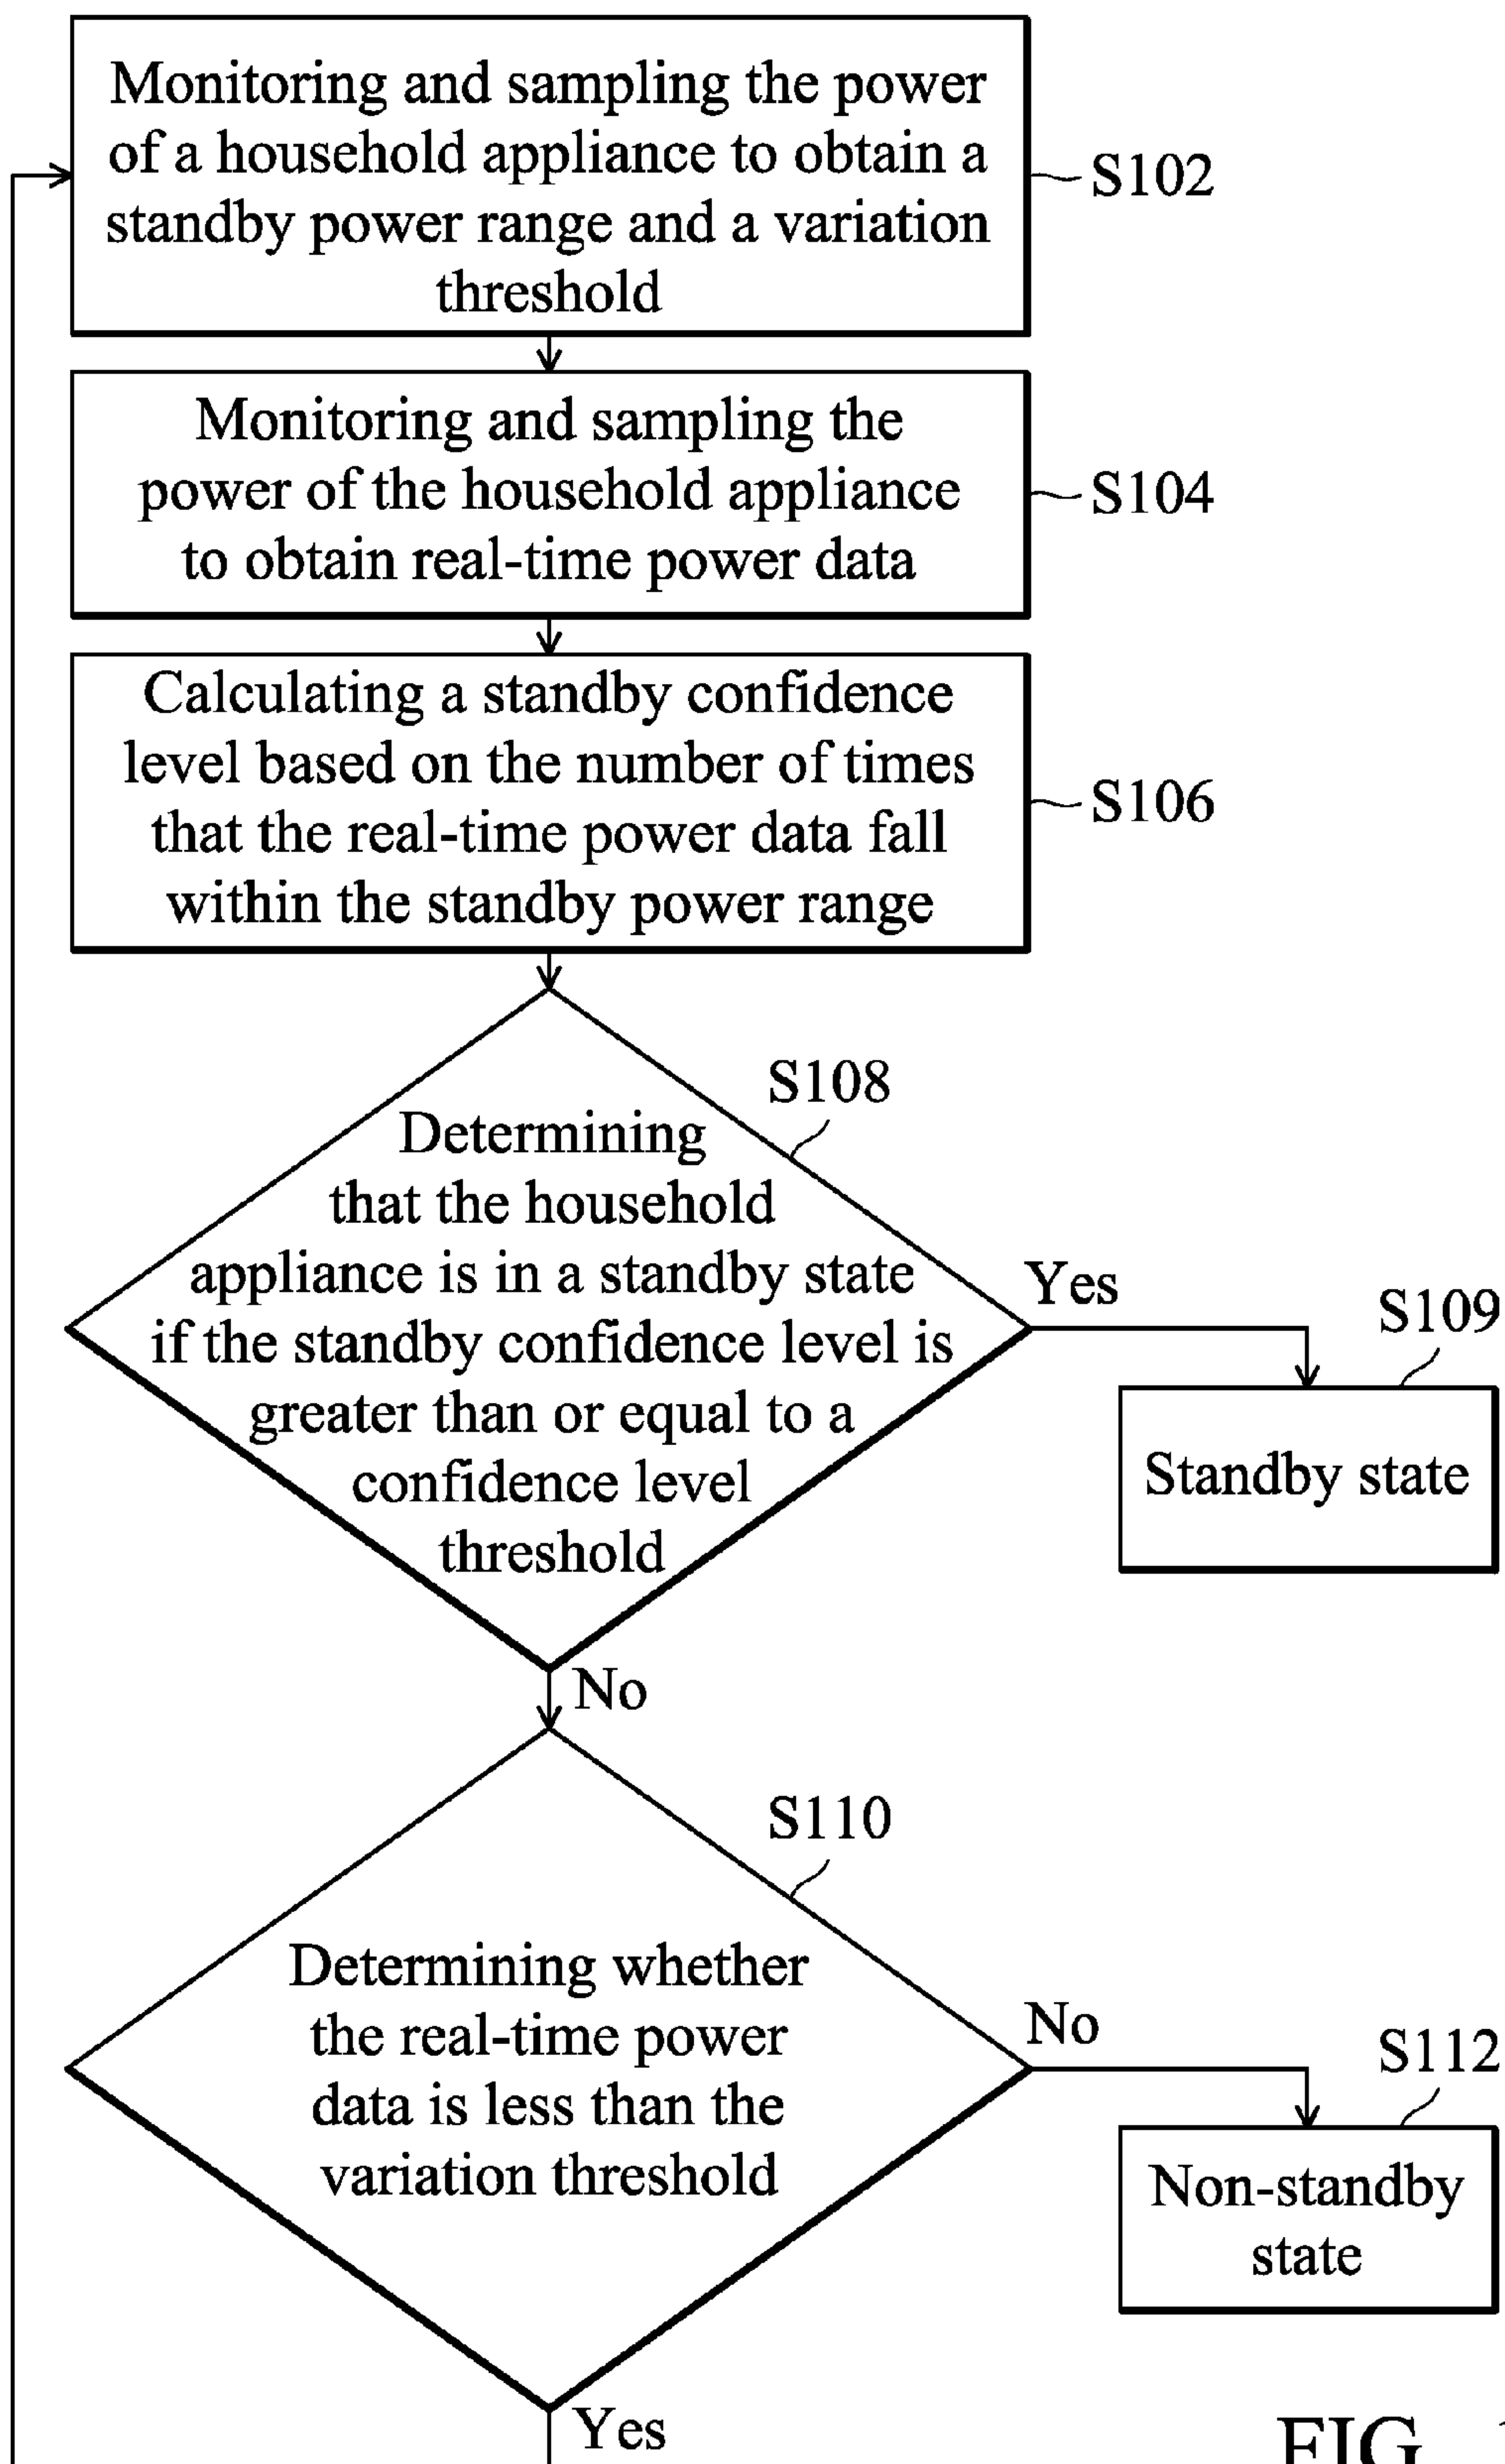 Monitoring and sampling the power
of a household appliance to obtain a
standby power range and a variation
threshold
S102
Monitoring and sampling the
power of the household appliance
to obtain real-time power data
S104
Calculating a standby confidence
level based on the number of times
that the real-time power data fall
within the standby power range
S106
S108
Determining
that the household
appliance is in a standby state
if the standby confidence level is
greater than or equal to a
confidence level
threshold
Yes
S109
Standby state
No
S110
Determining whether
the real-time power
data is less than the
variation threshold
No
S112
Non-standby
state
Yes
FIG.